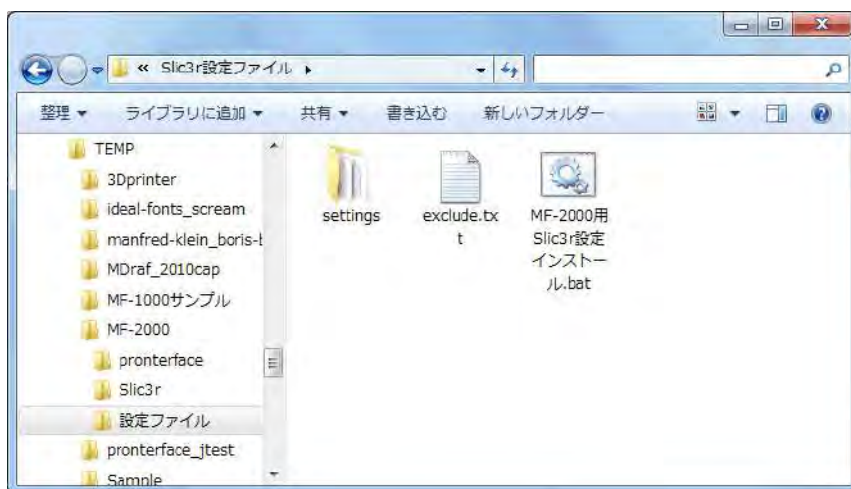 « Slic3r設定ファイル
整理 ライブラリに追加 共有 書き込む 新しいフォルダー
TEMP
3Dprinter
ideal-fonts_scream
manfred-klein_boris-
MDraf_2010cap
MF-1000サンプル
MF-2000
pronterface
Slic3r
設定ファイル
pronterface_jtest
Sample
settings
exclude.tx
t
MF-2000用
Slic3r設定
インストー
ル.bat